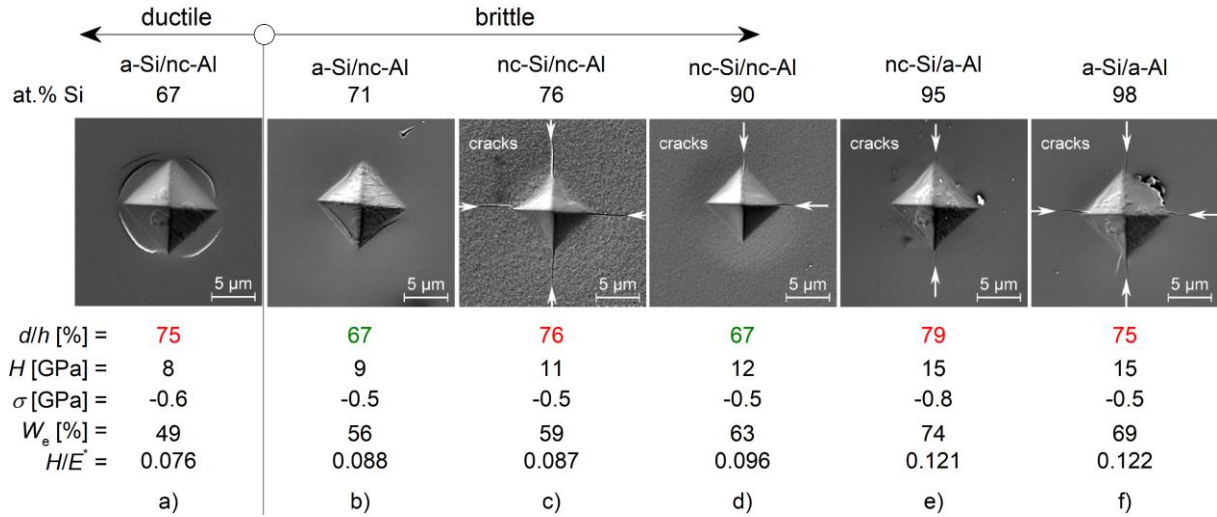 ductile brittle
a-Si/nc-Al a-Si/nc-Al nc-Si/nc-Al nc-Si/nc-Al nc-Si/a-Al a-Si/a-Al
at.% Si 67 71 76 90 95 98
cracks cracks cracks cracks
5 µm 5 µm 5 µm 5 µm 5 µm 5 µm
d/h [%] = 75 67 76 67 79 75
H [GPa] = 8 9 11 12 15 15
σ [GPa] = -0.6 -0.5 -0.5 -0.5 -0.8 -0.5
We [%] = 49 56 59 63 74 69
H/E* = 0.076 0.088 0.087 0.096 0.121 0.122
a) b) c) d) e) f)